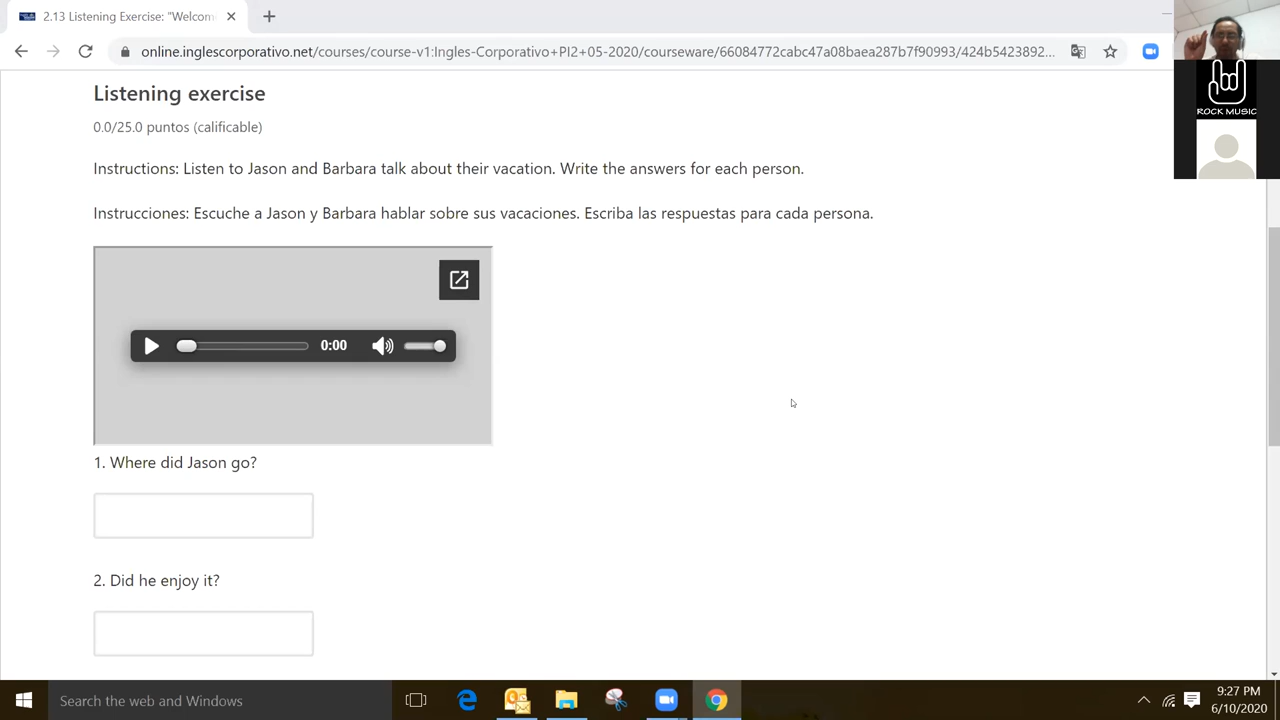 2.13 Listening Exercise: "Welcom
online.inglescorporativo.net/courses/course-v1:Ingles-Corporativo+PI2+05-2020/courseware/66084772cabc47a08baea287b7f90993/424b5423892...
Listening exercise
0.0/25.0 puntos (calificable)
ROCK MUSIC
Instructions: Listen to Jason and Barbara talk about their vacation. Write the answers for each person.
Instrucciones: Escuche a Jason y Barbara hablar sobre sus vacaciones. Escriba las respuestas para cada persona.
0:00
1. Where did Jason go?
2. Did he enjoy it?
Search the web and Windows
9:27 PM
6/10/2020